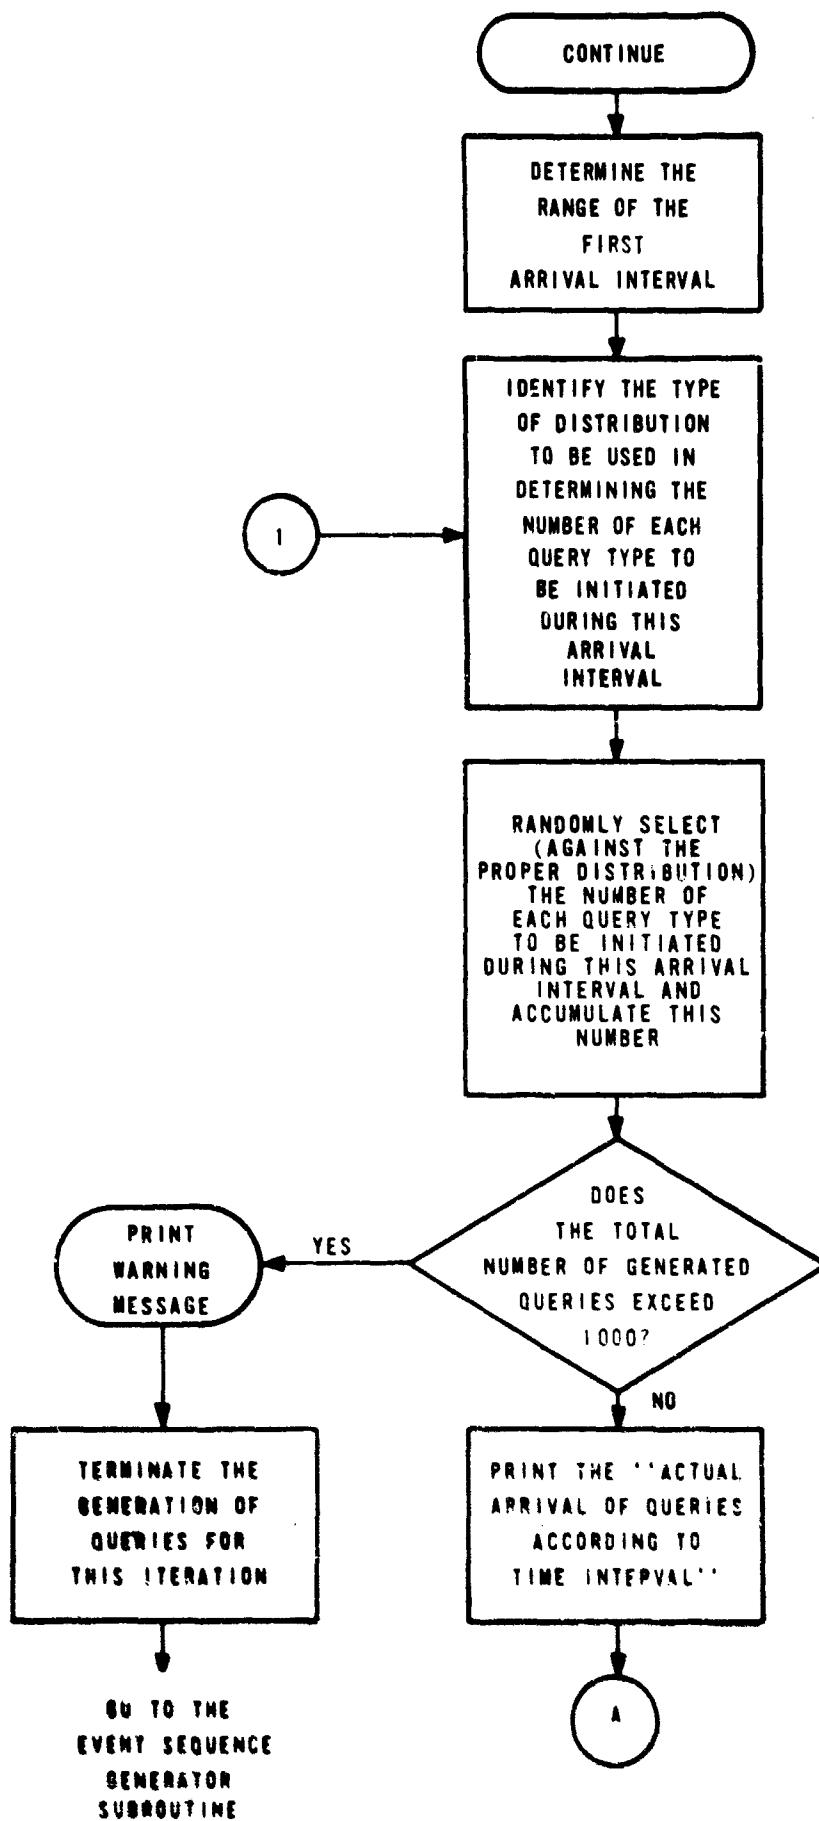 CONTINUE
DETERMINE THE
RANGE OF THE
FIRST
ARRIVAL INTERVAL
IDENTIFY THE TYPE
OF DISTRIBUTION
TO BE USED IN
DETERMINING THE
NUMBER OF EACH
QUERY TYPE TO
BE INITIATED
DURING THIS
ARRIVAL
INTERVAL
1
RANDOMLY SELECT
(AGAINST THE
PROPER DISTRIBUTION)
THE NUMBER OF
EACH QUERY TYPE
TO BE INITIATED
DURING THIS ARRIVAL
INTERVAL AND
ACCUMULATE THIS
NUMBER
DOES
THE TOTAL
NUMBER OF GENERATED
QUERIES EXCEED
1000?
YES
PRINT
WARNING
MESSAGE
NO
TERMINATE THE
GENERATION OF
QUERIES FOR
THIS ITERATION
PRINT THE ''ACTUAL
ARRIVAL OF QUERIES
ACCORDING TO
TIME INTERVAL''
GO TO THE
EVENT SEQUENCE
GENERATOR
SUBROUTINE
A